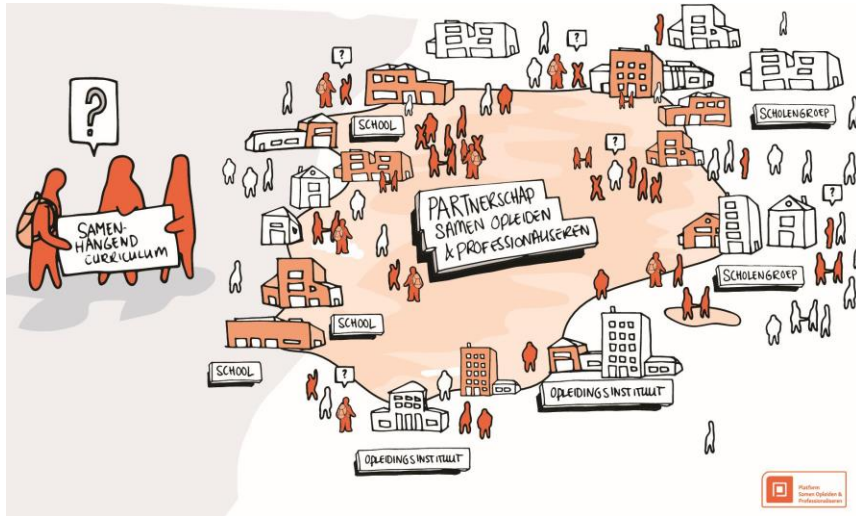 ?
SAMEN-
HANGEND
CURRICULUM
?
?
SCHOOL
SCHOLENGROEP
?
PARTNERSCHAP
SAMEN OPLEIDEN
& PROFESSIONALISEREN
?
SCHOLENGROEP
SCHOOL
SCHOOL
?
OPLEIDINGSINSTITUUT
OPLEIDINGSINSTITUUT
Platform
Samen Opleiden &
Professionaliseren